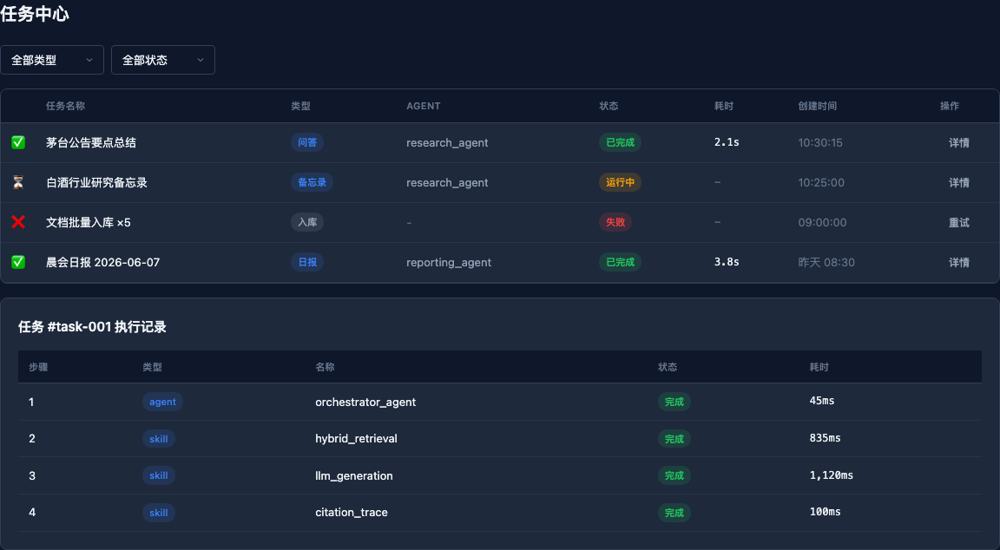 任务中心
全部类型 全部状态
任务名称 类型 AGENT 状态 耗时 创建时间 操作
茅台公告要点总结 问答 research_agent 已完成 2.1s 10:30:15 详情
白酒行业研究备忘录 备忘录 research_agent 运行中 – 10:25:00 详情
文档批量入库 ×5 入库 - 失败 – 09:00:00 重试
晨会日报 2026-06-07 日报 reporting_agent 已完成 3.8s 昨天 08:30 详情
任务 #task-001 执行记录
步骤 类型 名称 状态 耗时
1 agent orchestrator_agent 完成 45ms
2 skill hybrid_retrieval 完成 835ms
3 skill llm_generation 完成 1,120ms
4 skill citation_trace 完成 100ms